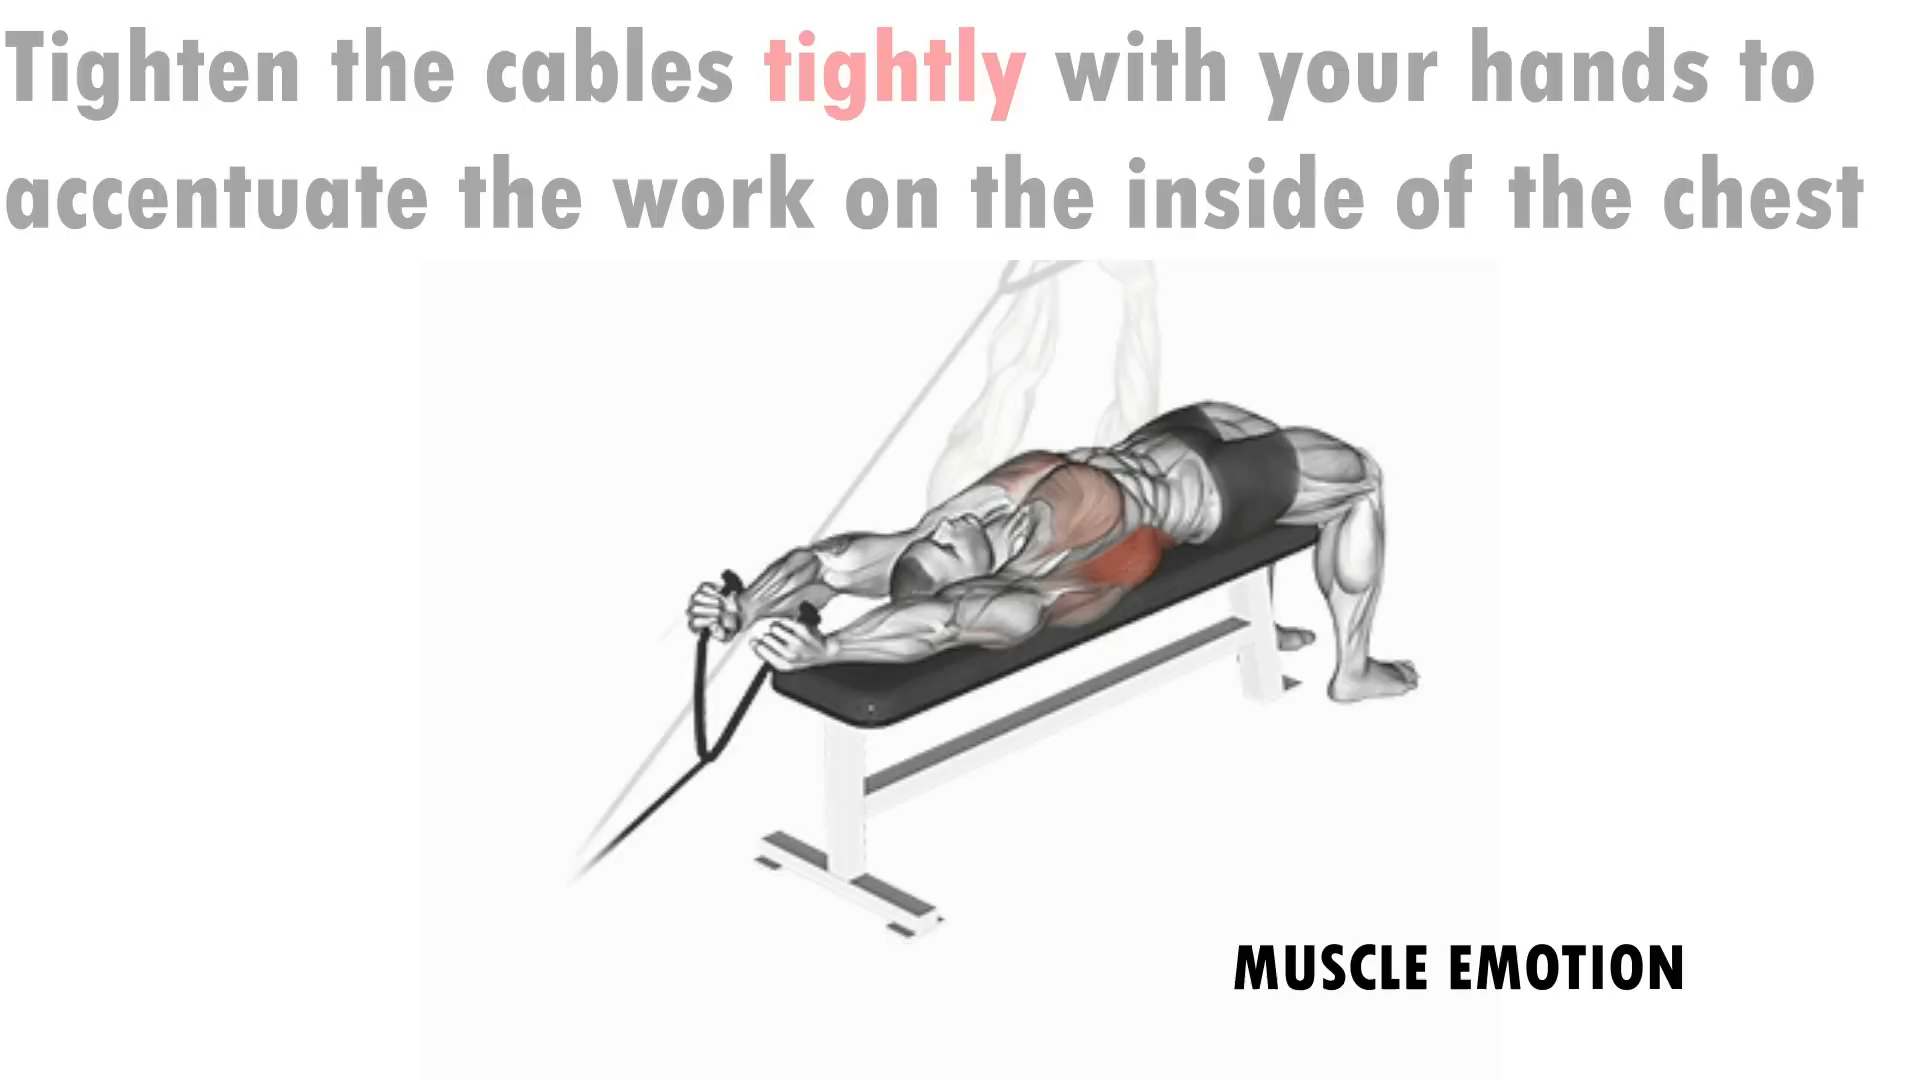 Tighten the cables tightly with your hands to
accentuate the work on the inside of the chest
MUSCLE EMOTION